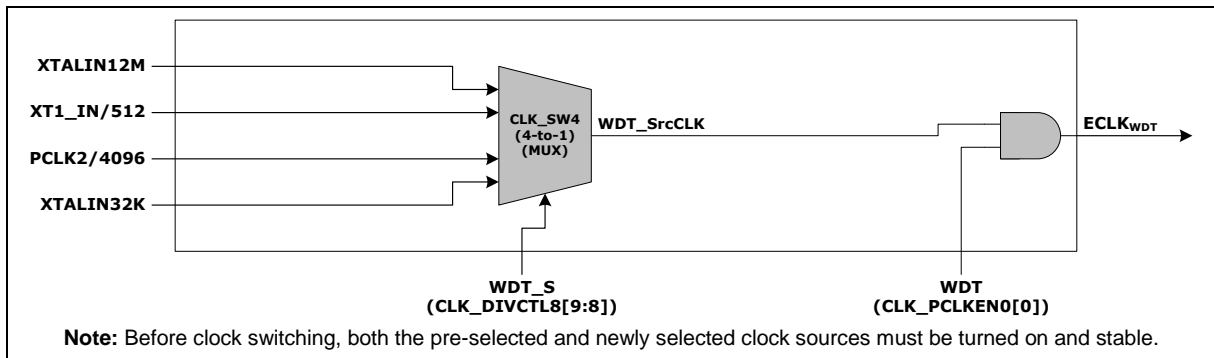 XTALIN12M
XT1_IN/512
PCLK2/4096
XTALIN32K
CLK_SW4
(4-to-1)
(MUX)
WDT_SrcCLK
ECLKWDT
WDT_S
(CLK_DIVCTL8[9:8])
WDT
(CLK_PCLKEN0[0])
Note: Before clock switching, both the pre-selected and newly selected clock sources must be turned on and stable.